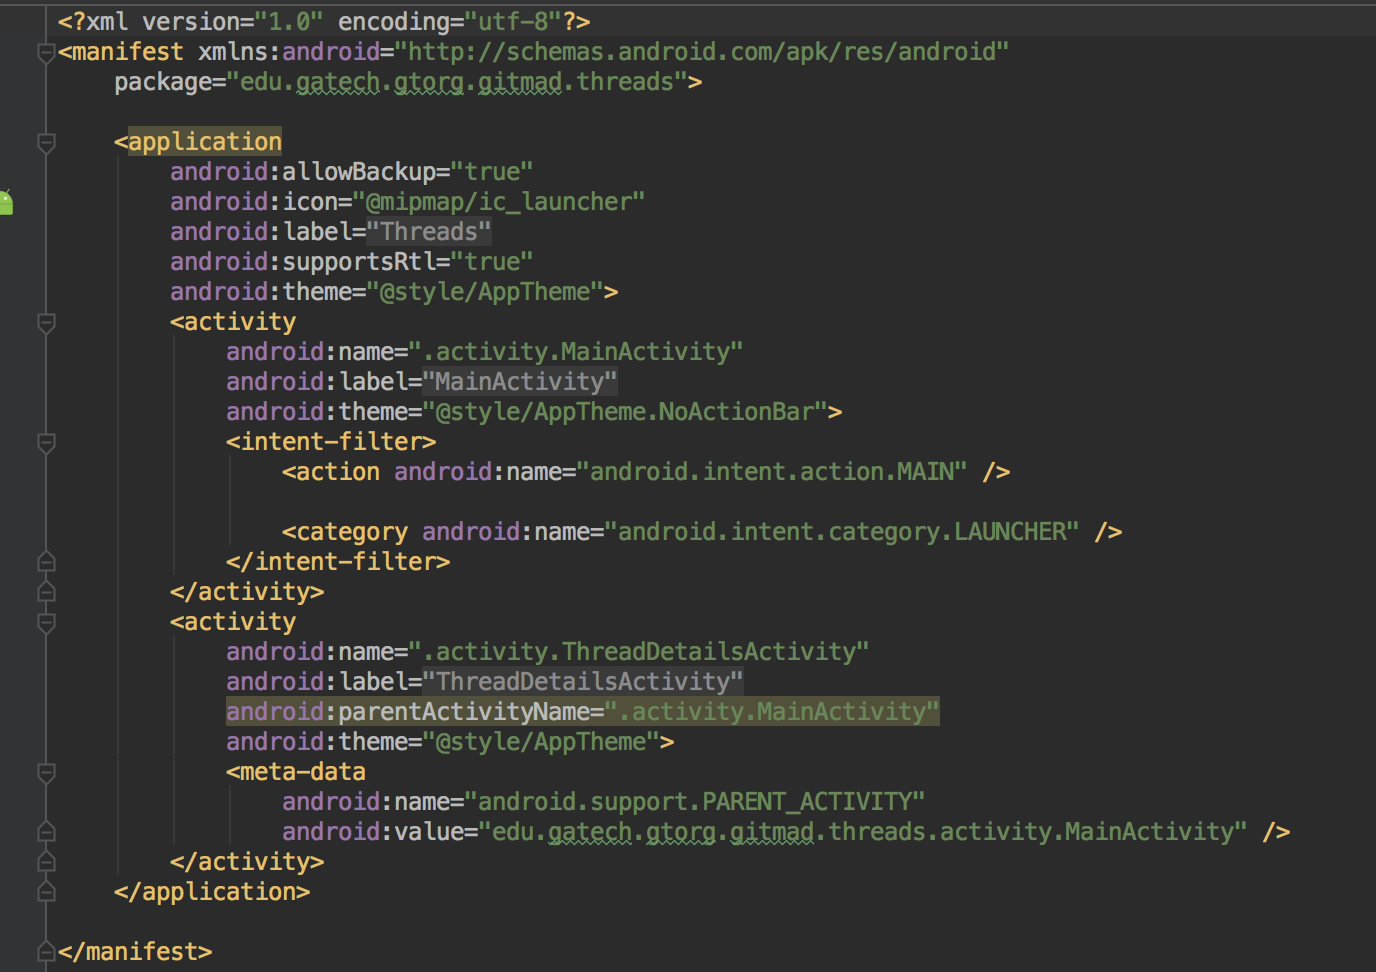 <?xml version="1.0" encoding="utf-8"?>
<manifest xmlns:android="http://schemas.android.com/apk/res/android"
    package="edu.gatech.gtorg.gitmad.threads">

    <application
        android:allowBackup="true"
        android:icon="@mipmap/ic_launcher"
        android:label="Threads"
        android:supportsRtl="true"
        android:theme="@style/AppTheme">
        <activity
            android:name=".activity.MainActivity"
            android:label="MainActivity"
            android:theme="@style/AppTheme.NoActionBar">
            <intent-filter>
                <action android:name="android.intent.action.MAIN" />

                <category android:name="android.intent.category.LAUNCHER" />
            </intent-filter>
        </activity>
        <activity
            android:name=".activity.ThreadDetailsActivity"
            android:label="ThreadDetailsActivity"
            android:parentActivityName=".activity.MainActivity"
            android:theme="@style/AppTheme">
            <meta-data
                android:name="android.support.PARENT_ACTIVITY"
                android:value="edu.gatech.gtorg.gitmad.threads.activity.MainActivity" />
        </activity>
    </application>

</manifest>